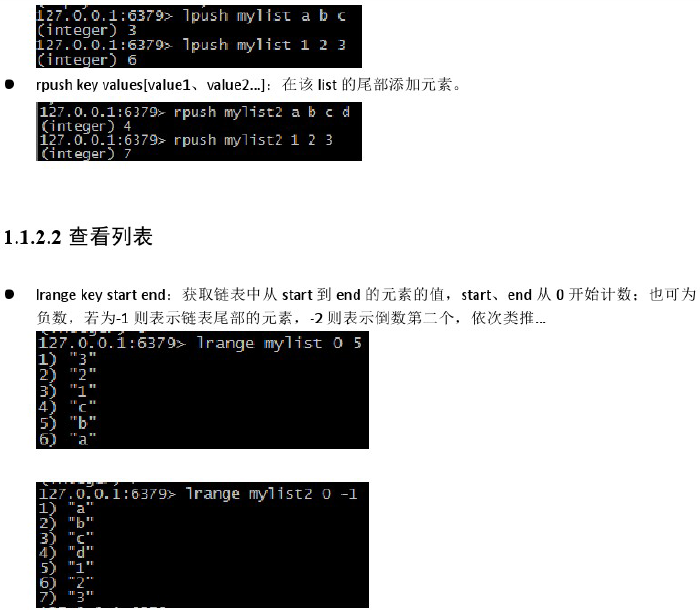 127.0.0.1:6379> lpush mylist a b c
(integer) 3
127.0.0.1:6379> lpush mylist 1 2 3
(integer) 6
● rpush key values[value1、value2...]：在该 list 的尾部添加元素。
127.0.0.1:6379> rpush mylist2 a b c d
(integer) 4
127.0.0.1:6379> rpush mylist2 1 2 3
(integer) 7
1.1.2.2 查看列表
● lrange key start end：获取链表中从 start 到 end 的元素的值，start、end 从 0 开始计数；也可为
负数，若为-1 则表示链表尾部的元素，-2 则表示倒数第二个，依次类推...
127.0.0.1:6379> lrange mylist 0 5
1) "3"
2) "2"
3) "1"
4) "c"
5) "b"
6) "a"
127.0.0.1:6379> lrange mylist2 0 -1
1) "a"
2) "b"
3) "c"
4) "d"
5) "1"
6) "2"
7) "3"